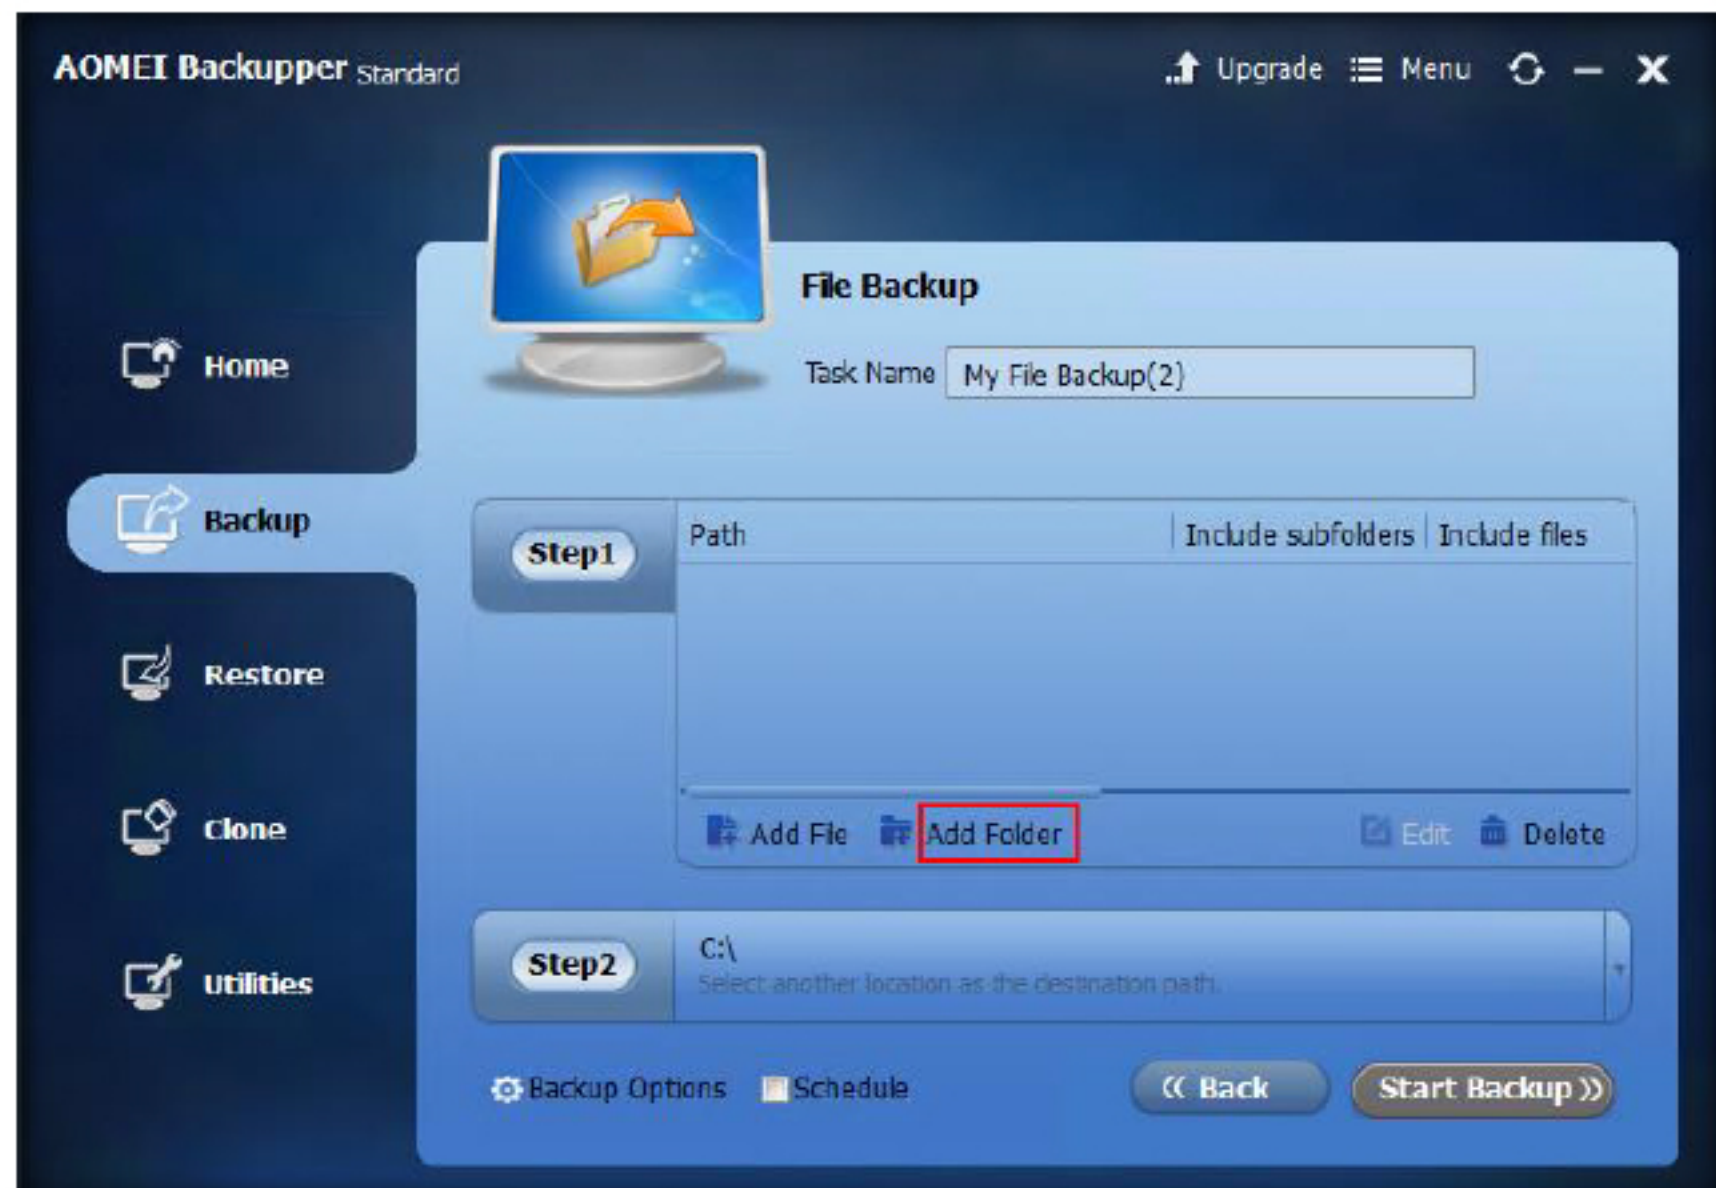 AOMEI Backupper Standard
Upgrade Menu
File Backup
Task Name My File Backup(2)
Home
Backup
Restore
Clone
Utilities
Step1
Path Include subfolders Include files
Add File Add Folder Edit Delete
Step2
C:\
Select another location as the destination path.
Backup Options Schedule
Back Start Backup